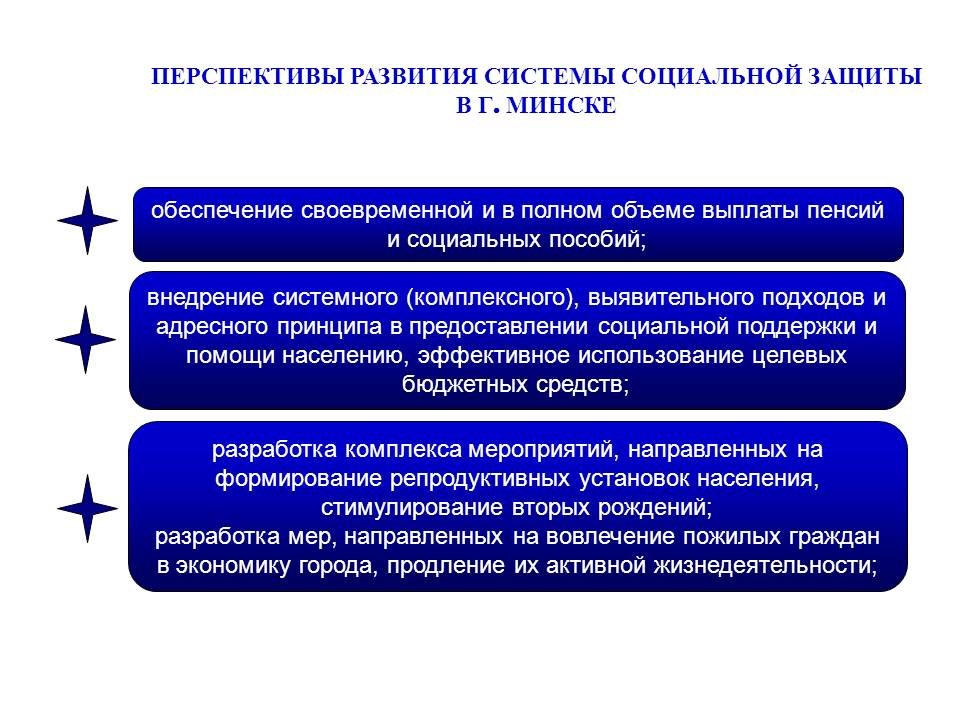 ПЕРСПЕКТИВЫ РАЗВИТИЯ СИСТЕМЫ СОЦИАЛЬНОЙ ЗАЩИТЫ
В Г. МИНСКЕ
обеспечение своевременной и в полном объеме выплаты пенсий
и социальных пособий;
внедрение системного (комплексного), выявительного подходов и
адресного принципа в предоставлении социальной поддержки и
помощи населению, эффективное использование целевых
бюджетных средств;
разработка комплекса мероприятий, направленных на
формирование репродуктивных установок населения,
стимулирование вторых рождений;
разработка мер, направленных на вовлечение пожилых граждан
в экономику города, продление их активной жизнедеятельности;